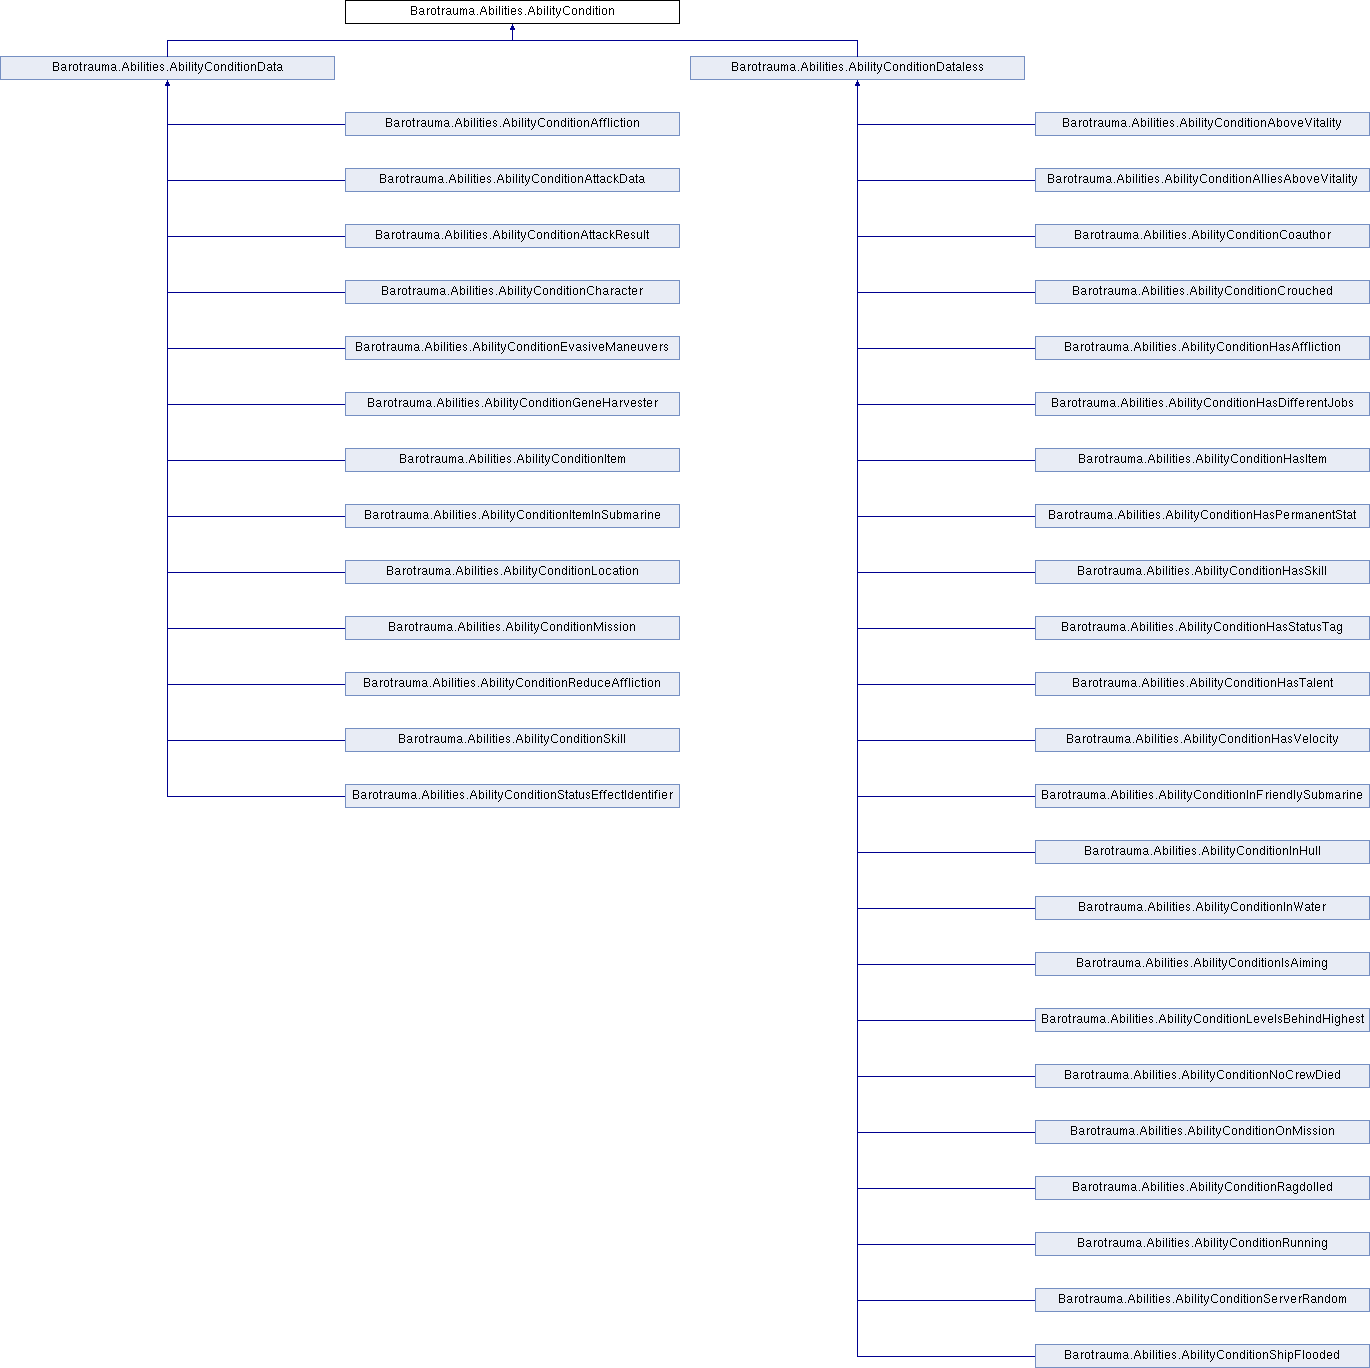 Barotrauma.Abilities.AbilityCondition
Barotrauma.Abilities.AbilityConditionData
Barotrauma.Abilities.AbilityConditionDataless
Barotrauma.Abilities.AbilityConditionAffliction
Barotrauma.Abilities.AbilityConditionAboveVitality
Barotrauma.Abilities.AbilityConditionAttackData
Barotrauma.Abilities.AbilityConditionAlliesAboveVitality
Barotrauma.Abilities.AbilityConditionAttackResult
Barotrauma.Abilities.AbilityConditionCoauthor
Barotrauma.Abilities.AbilityConditionCharacter
Barotrauma.Abilities.AbilityConditionCrouched
Barotrauma.Abilities.AbilityConditionEvasiveManeuvers
Barotrauma.Abilities.AbilityConditionHasAffliction
Barotrauma.Abilities.AbilityConditionGeneHarvester
Barotrauma.Abilities.AbilityConditionHasDifferentJobs
Barotrauma.Abilities.AbilityConditionItem
Barotrauma.Abilities.AbilityConditionHasItem
Barotrauma.Abilities.AbilityConditionItemInSubmarine
Barotrauma.Abilities.AbilityConditionHasPermanentStat
Barotrauma.Abilities.AbilityConditionLocation
Barotrauma.Abilities.AbilityConditionHasSkill
Barotrauma.Abilities.AbilityConditionMission
Barotrauma.Abilities.AbilityConditionHasStatusTag
Barotrauma.Abilities.AbilityConditionReduceAffliction
Barotrauma.Abilities.AbilityConditionHasTalent
Barotrauma.Abilities.AbilityConditionSkill
Barotrauma.Abilities.AbilityConditionHasVelocity
Barotrauma.Abilities.AbilityConditionStatusEffectIdentifier
Barotrauma.Abilities.AbilityConditionInFriendlySubmarine
Barotrauma.Abilities.AbilityConditionInHull
Barotrauma.Abilities.AbilityConditionInWater
Barotrauma.Abilities.AbilityConditionIsAiming
Barotrauma.Abilities.AbilityConditionLevelsBehindHighest
Barotrauma.Abilities.AbilityConditionNoCrewDied
Barotrauma.Abilities.AbilityConditionOnMission
Barotrauma.Abilities.AbilityConditionRagdolled
Barotrauma.Abilities.AbilityConditionRunning
Barotrauma.Abilities.AbilityConditionServerRandom
Barotrauma.Abilities.AbilityConditionShipFlooded